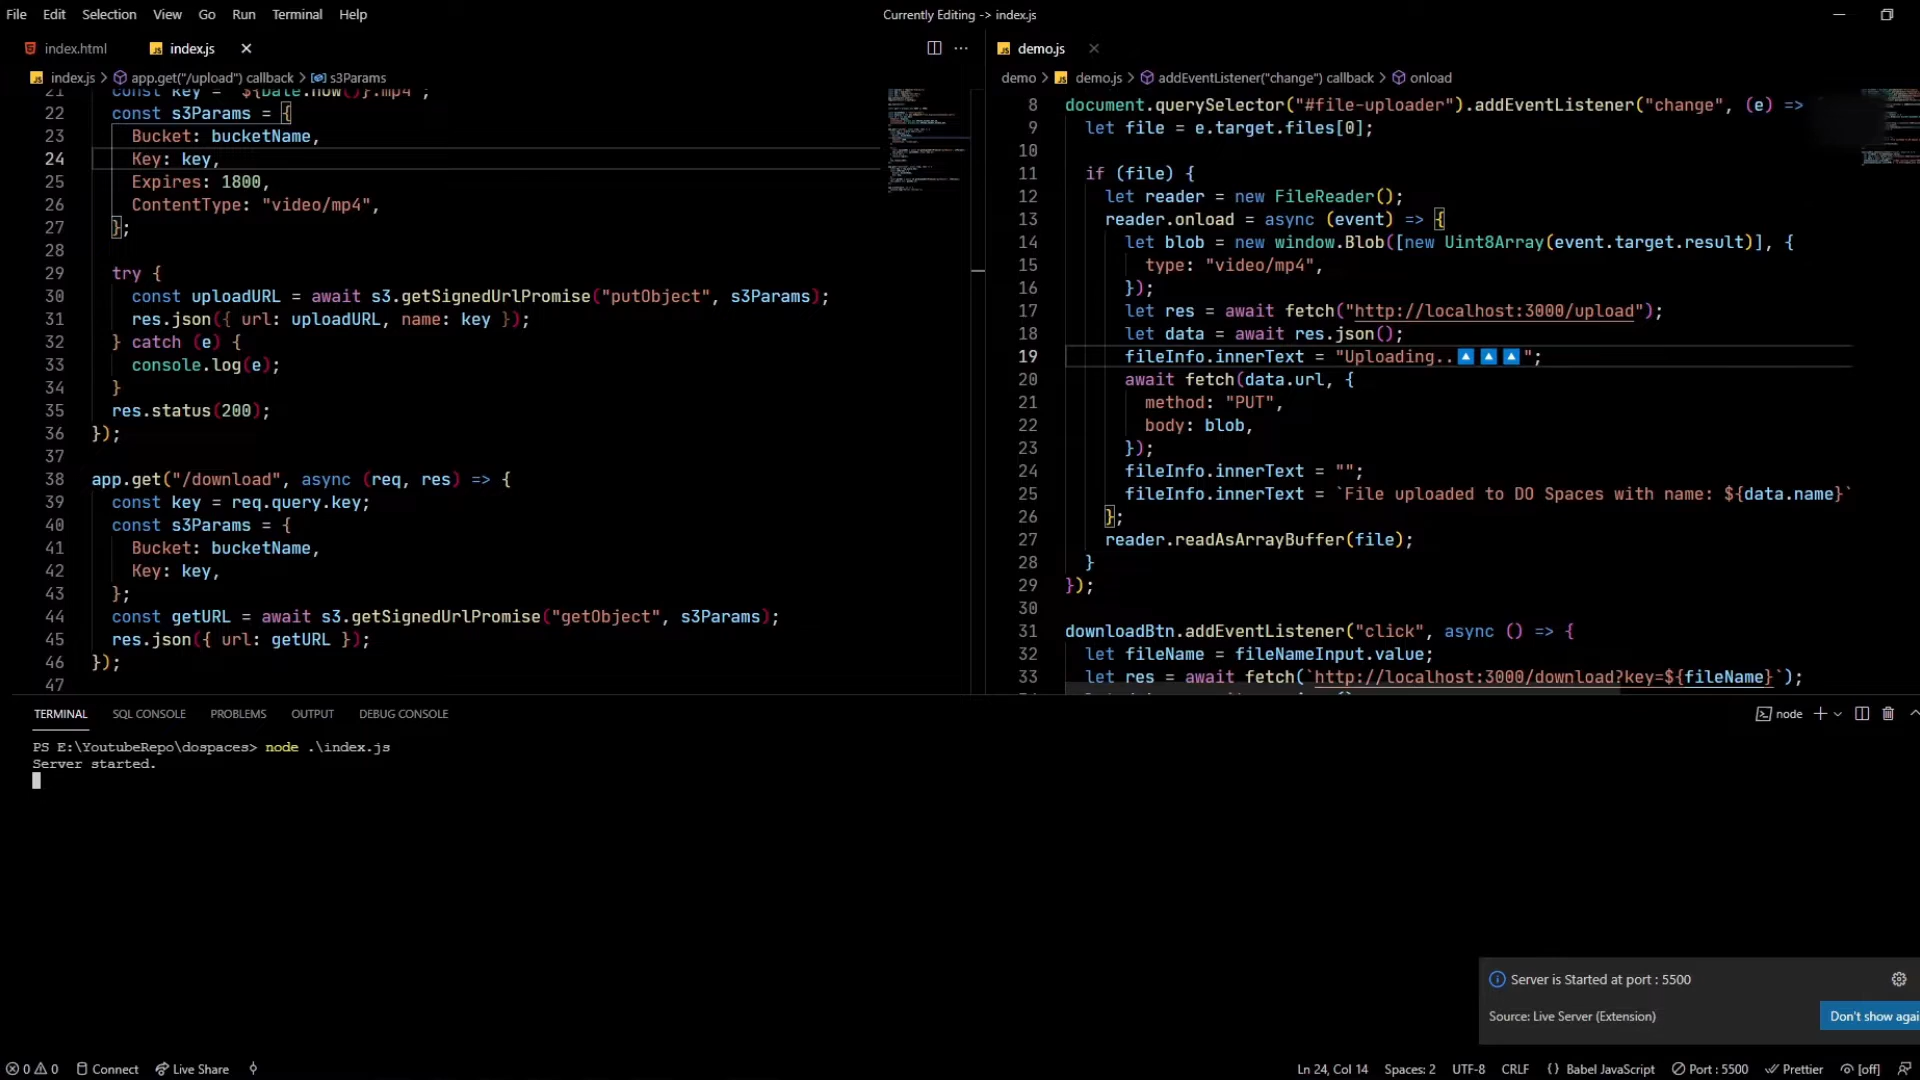 File Edit Selection View Go Run Terminal Help
Currently Editing -> index.js
index.html
index.js
index.js > app.get("/upload") callback > s3Params
21 const key = `${Date.now()}.mp4`;
22 const s3Params = {
23 Bucket: bucketName,
24 Key: key,
25 Expires: 1800,
26 ContentType: "video/mp4",
27 };
28
29 try {
30 const uploadURL = await s3.getSignedUrlPromise("putObject", s3Params);
31 res.json({ url: uploadURL, name: key });
32 } catch (e) {
33 console.log(e);
34 }
35 res.status(200);
36 });
37
38 app.get("/download", async (req, res) => {
39 const key = req.query.key;
40 const s3Params = {
41 Bucket: bucketName,
42 Key: key,
43 };
44 const getURL = await s3.getSignedUrlPromise("getObject", s3Params);
45 res.json({ url: getURL });
46 });
47
demo.js
demo > demo.js > addEventListener("change") callback > onload
8 document.querySelector("#file-uploader").addEventListener("change", (e) =>
9 let file = e.target.files[0];
10
11 if (file) {
12 let reader = new FileReader();
13 reader.onload = async (event) => {
14 let blob = new window.Blob([new Uint8Array(event.target.result)], {
15 type: "video/mp4",
16 });
17 let res = await fetch("http://localhost:3000/upload");
18 let data = await res.json();
19 fileInfo.innerText = "Uploading..🔼🔼🔼";
20 await fetch(data.url, {
21 method: "PUT",
22 body: blob,
23 });
24 fileInfo.innerText = "";
25 fileInfo.innerText = `File uploaded to DO Spaces with name: ${data.name}`
26 };
27 reader.readAsArrayBuffer(file);
28 }
29 });
30
31 downloadBtn.addEventListener("click", async () => {
32 let fileName = fileNameInput.value;
33 let res = await fetch(`http://localhost:3000/download?key=${fileName}`);
TERMINAL SQL CONSOLE PROBLEMS OUTPUT DEBUG CONSOLE
node
PS E:\YoutubeRepo\dospaces> node .\index.js
Server started.
Server is Started at port : 5500
Source: Live Server (Extension)
Don't show agai
0 0 Connect Live Share
Ln 24, Col 14 Spaces: 2 UTF-8 CRLF {} Babel JavaScript Port : 5500 Prettier [off]